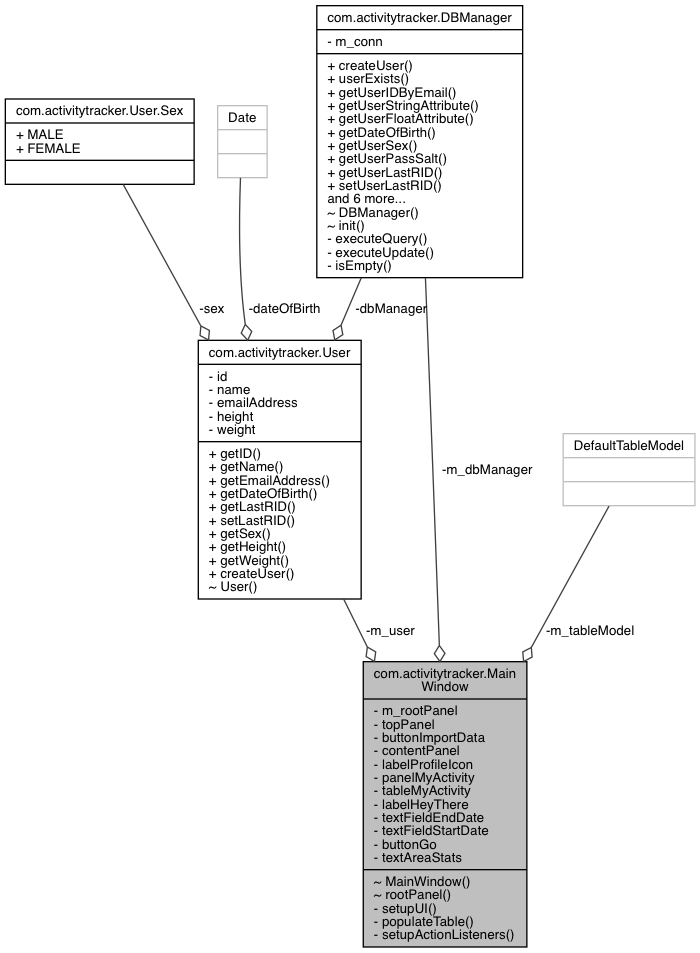 com.activitytracker.DBManager
- m_conn
+ createUser()
+ userExists()
+ getUserIDByEmail()
+ getUserStringAttribute()
+ getUserFloatAttribute()
+ getDateOfBirth()
+ getUserSex()
+ getUserPassSalt()
+ getUserLastRID()
+ setUserLastRID()
and 6 more...
~ DBManager()
~ init()
- executeQuery()
- executeUpdate()
- isEmpty()
com.activitytracker.User.Sex
+ MALE
+ FEMALE
Date
-sex
-dateOfBirth
-dbManager
com.activitytracker.User
- id
- name
- emailAddress
- height
- weight
+ getID()
+ getName()
+ getEmailAddress()
+ getDateOfBirth()
+ getLastRID()
+ setLastRID()
+ getSex()
+ getHeight()
+ getWeight()
+ createUser()
~ User()
-m_dbManager
DefaultTableModel
-m_user
-m_tableModel
com.activitytracker.Main
Window
- m_rootPanel
- topPanel
- buttonImportData
- contentPanel
- labelProfileIcon
- panelMyActivity
- tableMyActivity
- labelHeyThere
- textFieldEndDate
- textFieldStartDate
- buttonGo
- textAreaStats
~ MainWindow()
~ rootPanel()
- setupUI()
- populateTable()
- setupActionListeners()